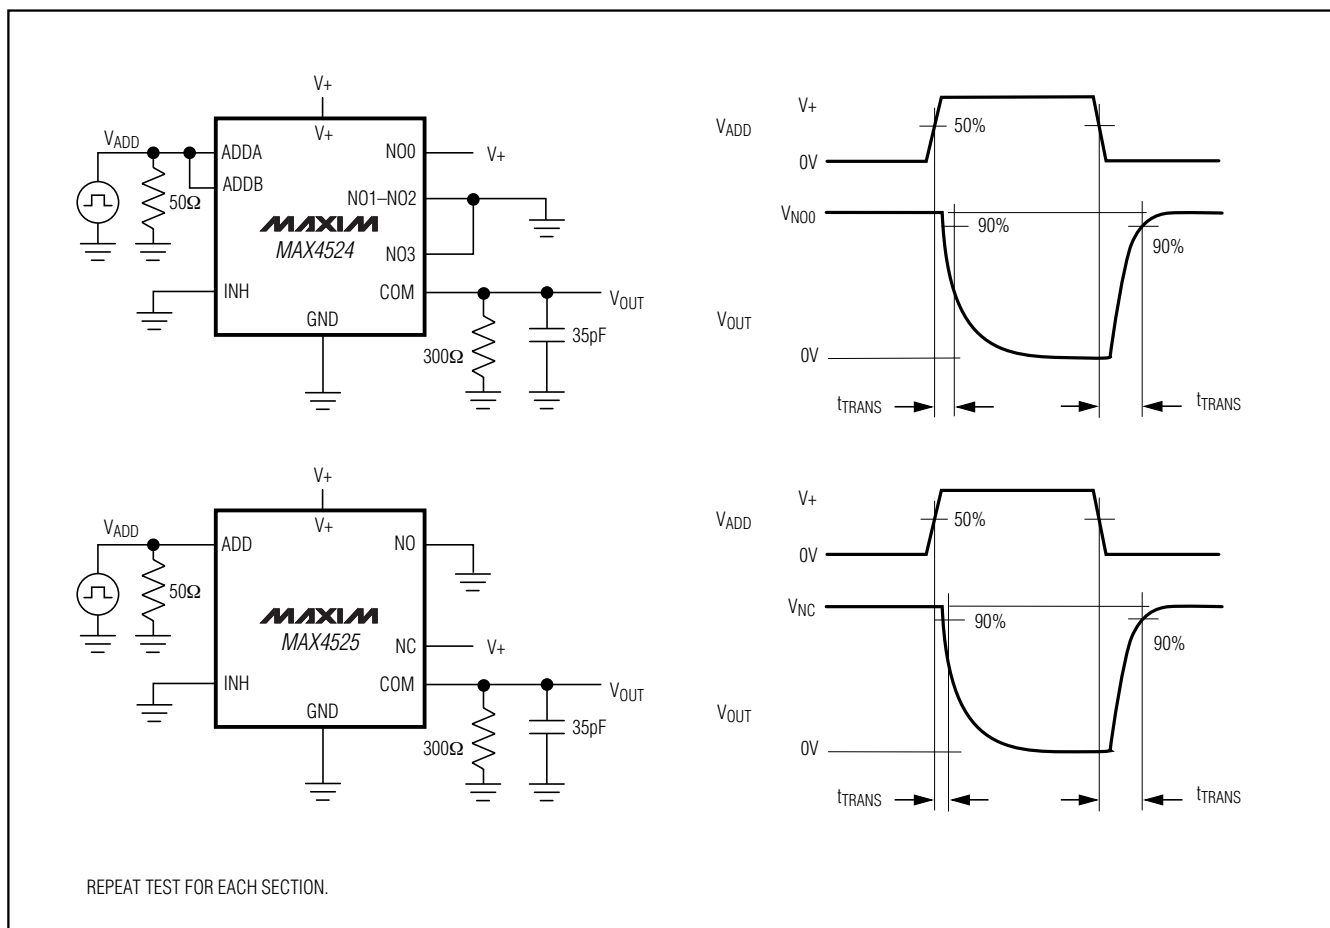 V+
V+
VADD
ADDA
ADDB
50Ω
NO0
V+
NO1–NO2
MAXIM
MAX4524
NO3
INH
COM
VOUT
GND
300Ω
35pF
V+
VADD
50%
0V
VNO0
90%
90%
VOUT
0V
tTRANS
tTRANS
V+
V+
VADD
ADD
50Ω
NO
MAXIM
MAX4525
NC
V+
INH
COM
VOUT
GND
300Ω
35pF
V+
VADD
50%
0V
VNC
90%
90%
VOUT
0V
tTRANS
tTRANS
REPEAT TEST FOR EACH SECTION.